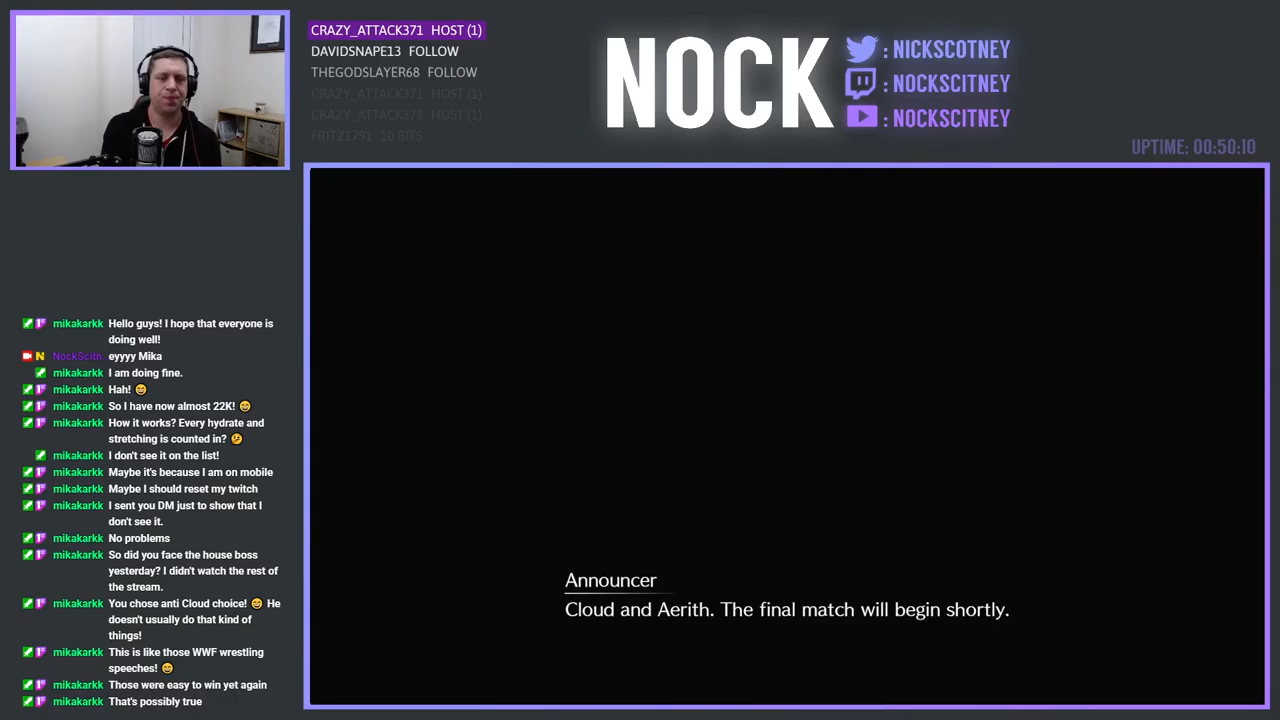 CRAZY_ATTACK371 HOST (1)
DAVIDSNAPE13 FOLLOW
THEGODSLAYER68 FOLLOW
CRAZY_ATTACK371 HOST (1)
CRAZY_ATTACK371 HOST (1)
FRITZ1791 10 BITS
NOCK
: NICKSCOTNEY
: NOCKSCITNEY
: NOCKSCITNEY
UPTIME: 00:50:10
mikakarkk Hello guys! I hope that everyone is
doing well!
NockScitn eyyyy Mika
mikakarkk I am doing fine.
mikakarkk Hah! 😄
mikakarkk So I have now almost 22K! 😄
mikakarkk How it works? Every hydrate and
stretching is counted in? 🤔
mikakarkk I don't see it on the list!
mikakarkk Maybe it's because I am on mobile
mikakarkk Maybe I should reset my twitch
mikakarkk I sent you DM just to show that I
don't see it.
mikakarkk No problems
mikakarkk So did you face the house boss
yesterday? I didn't watch the rest of
the stream.
mikakarkk You chose anti Cloud choice! 😄 He
doesn't usually do that kind of
things!
mikakarkk This is like those WWF wrestling
speeches! 😄
mikakarkk Those were easy to win yet again
mikakarkk That's possibly true
Announcer
Cloud and Aerith. The final match will begin shortly.